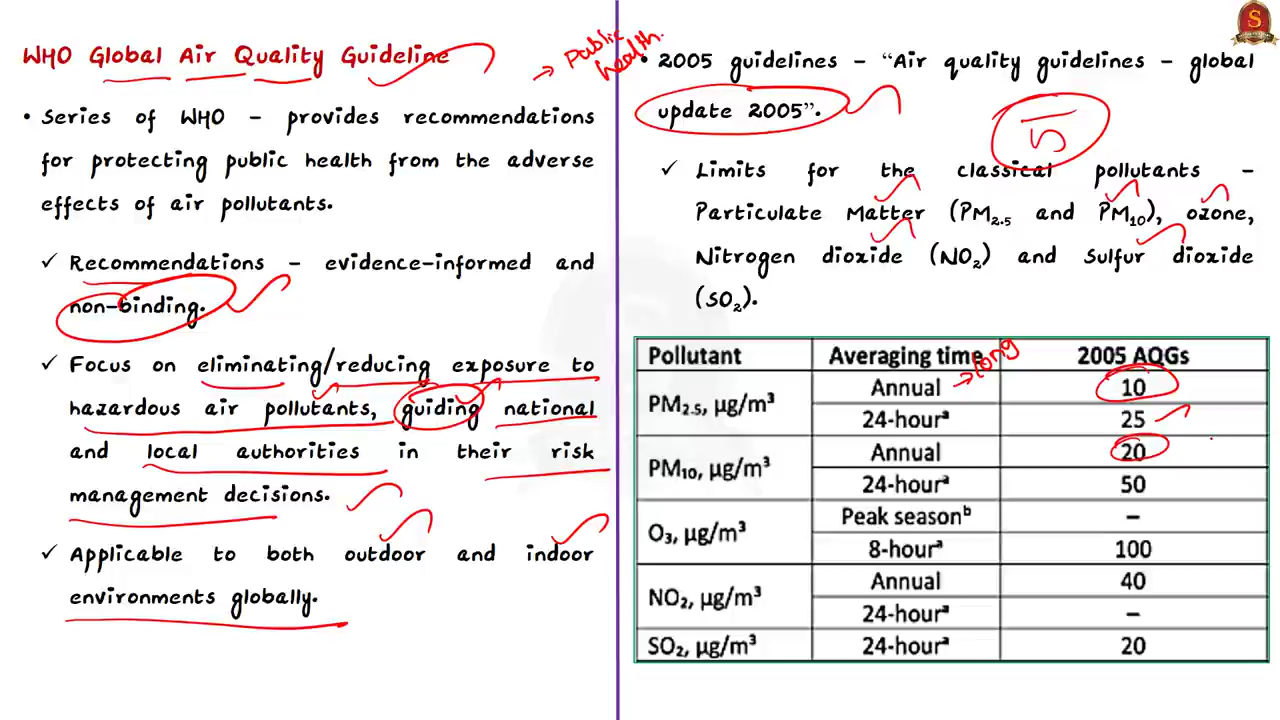 WHO Global Air Quality Guideline
→ public
health.
• Series of WHO – provides recommendations
for protecting public health from the adverse
effects of air pollutants.
✓ Recommendations – evidence-informed and
non-binding.
✓ Focus on eliminating/reducing exposure to
hazardous air pollutants, guiding national
and local authorities in their risk
management decisions.
✓ Applicable to both outdoor and indoor
environments globally.
S
• 2005 guidelines – “Air quality guidelines – global
update 2005”.
5
✓ Limits for the classical pollutants –
Particulate Matter (PM₂.₅ and PM₁₀), ozone,
Nitrogen dioxide (NO₂) and Sulfur dioxide
(SO₂).
Pollutant Averaging time 2005 AQGs
PM₂.₅, µg/m³ Annual → long 10
24-hourᵃ 25
PM₁₀, µg/m³ Annual 20
24-hourᵃ 50
O₃, µg/m³ Peak seasonᵇ –
8-hourᵃ 100
NO₂, µg/m³ Annual 40
24-hourᵃ –
SO₂, µg/m³ 24-hourᵃ 20